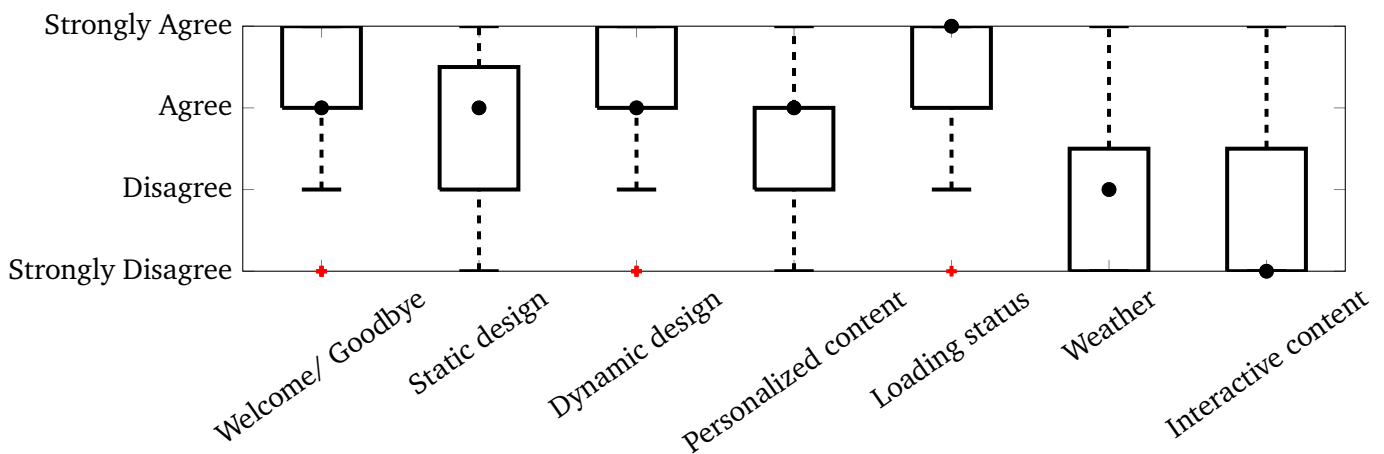 Strongly Agree
Agree
Disagree
Strongly Disagree
Welcome/ Goodbye
Static design
Dynamic design
Personalized content
Loading status
Weather
Interactive content